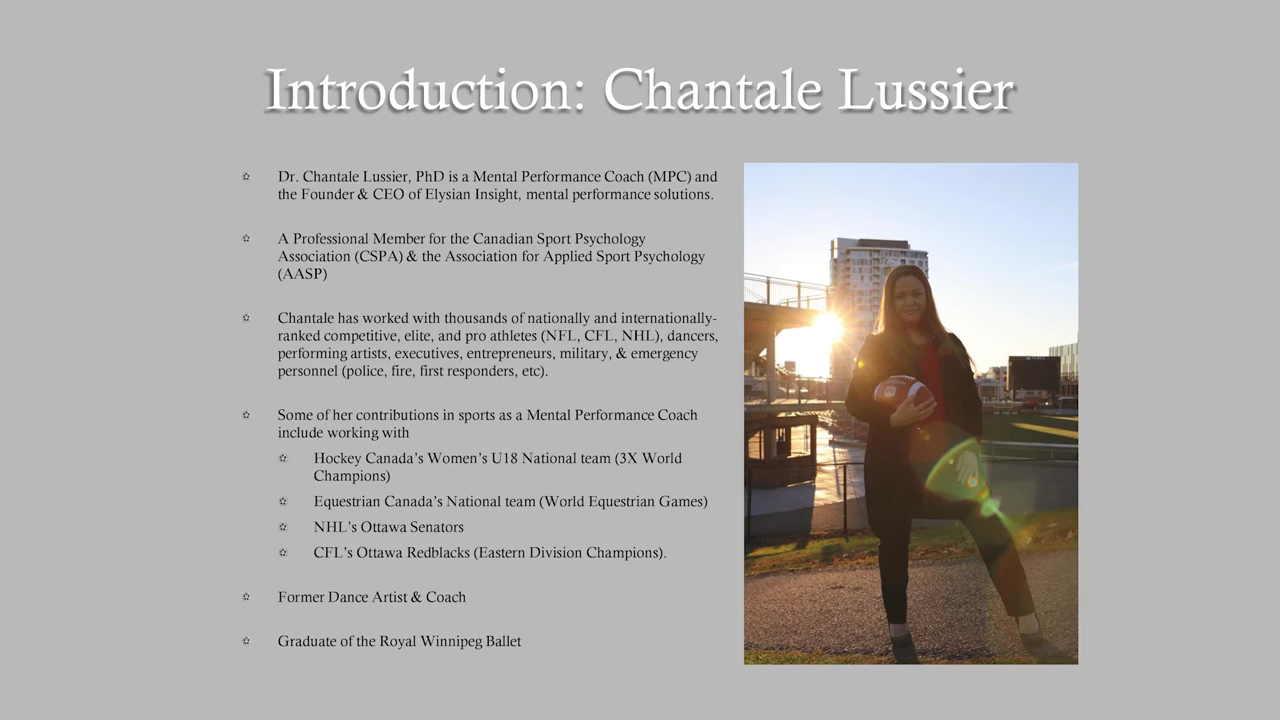 Introduction: Chantale Lussier
Dr. Chantale Lussier, PhD is a Mental Performance Coach (MPC) and
the Founder & CEO of Elysian Insight, mental performance solutions.
A Professional Member for the Canadian Sport Psychology
Association (CSPA) & the Association for Applied Sport Psychology
(AASP)
Chantale has worked with thousands of nationally and internationally-
ranked competitive, elite, and pro athletes (NFL, CFL, NHL), dancers,
performing artists, executives, entrepreneurs, military, & emergency
personnel (police, fire, first responders, etc).
Some of her contributions in sports as a Mental Performance Coach
include working with
Hockey Canada's Women's U18 National team (3X World
Champions)
Equestrian Canada's National team (World Equestrian Games)
NHL's Ottawa Senators
CFL's Ottawa Redblacks (Eastern Division Champions).
Former Dance Artist & Coach
Graduate of the Royal Winnipeg Ballet